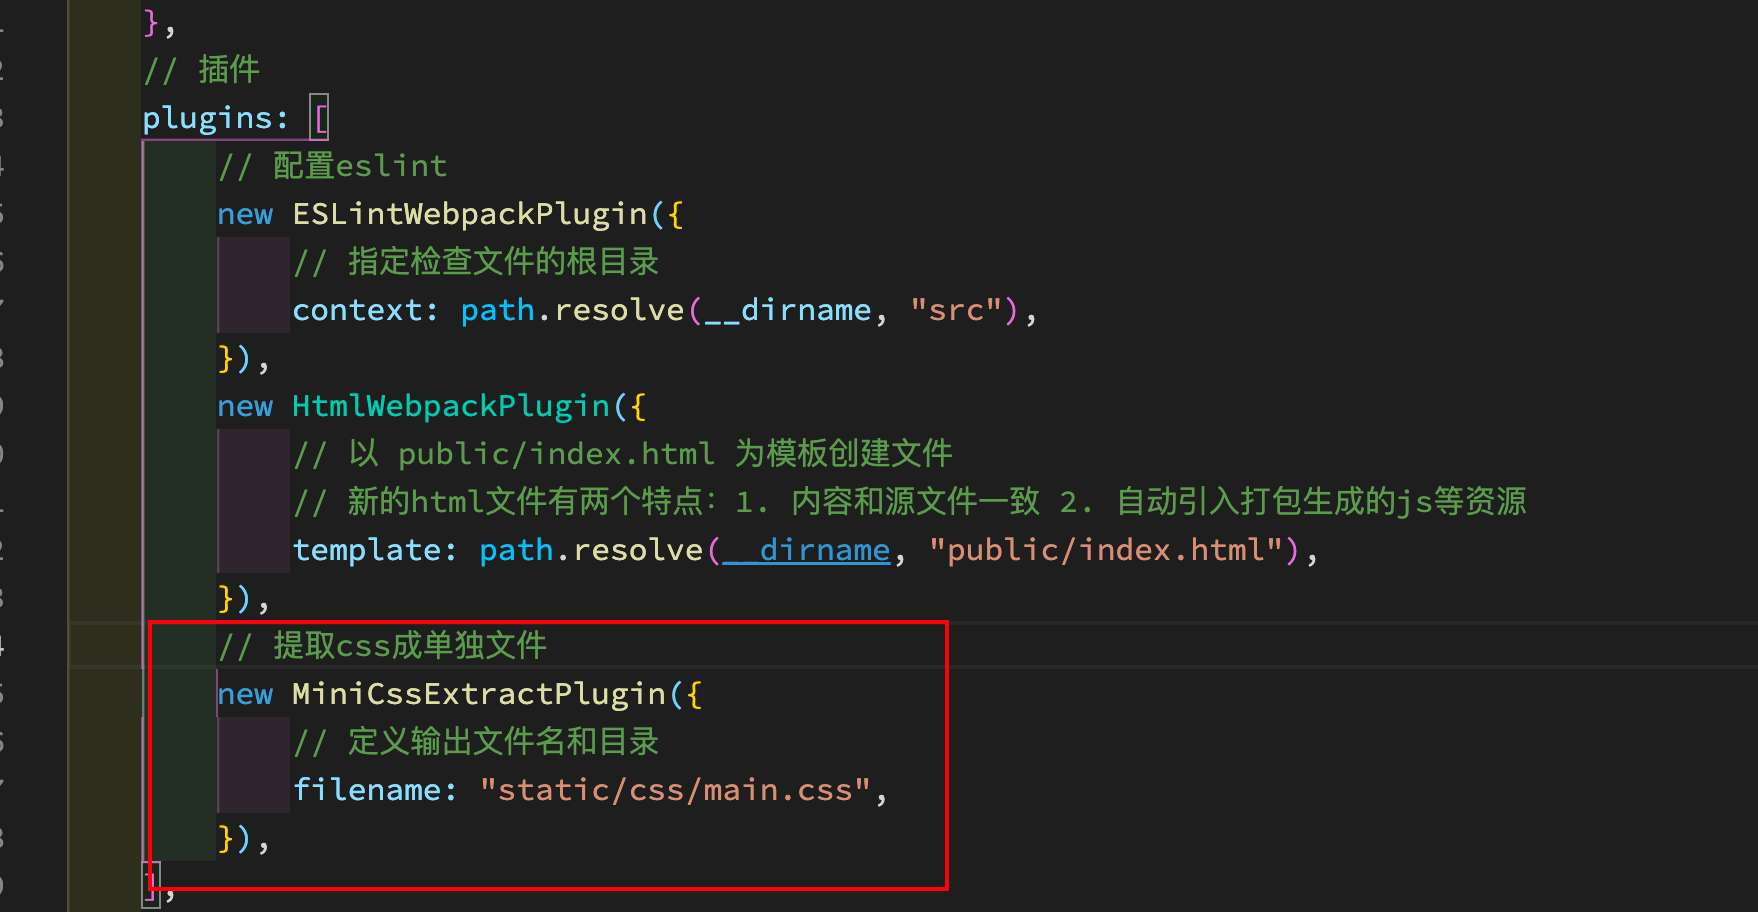 },
// 插件
plugins: [
// 配置eslint
new ESLintWebpackPlugin({
// 指定检查文件的根目录
context: path.resolve(__dirname, "src"),
}),
new HtmlWebpackPlugin({
// 以 public/index.html 为模板创建文件
// 新的html文件有两个特点: 1. 内容和源文件一致 2. 自动引入打包生成的js等资源
template: path.resolve(__dirname, "public/index.html"),
}),
// 提取css成单独文件
new MiniCssExtractPlugin({
// 定义输出文件名和目录
filename: "static/css/main.css",
}),
],